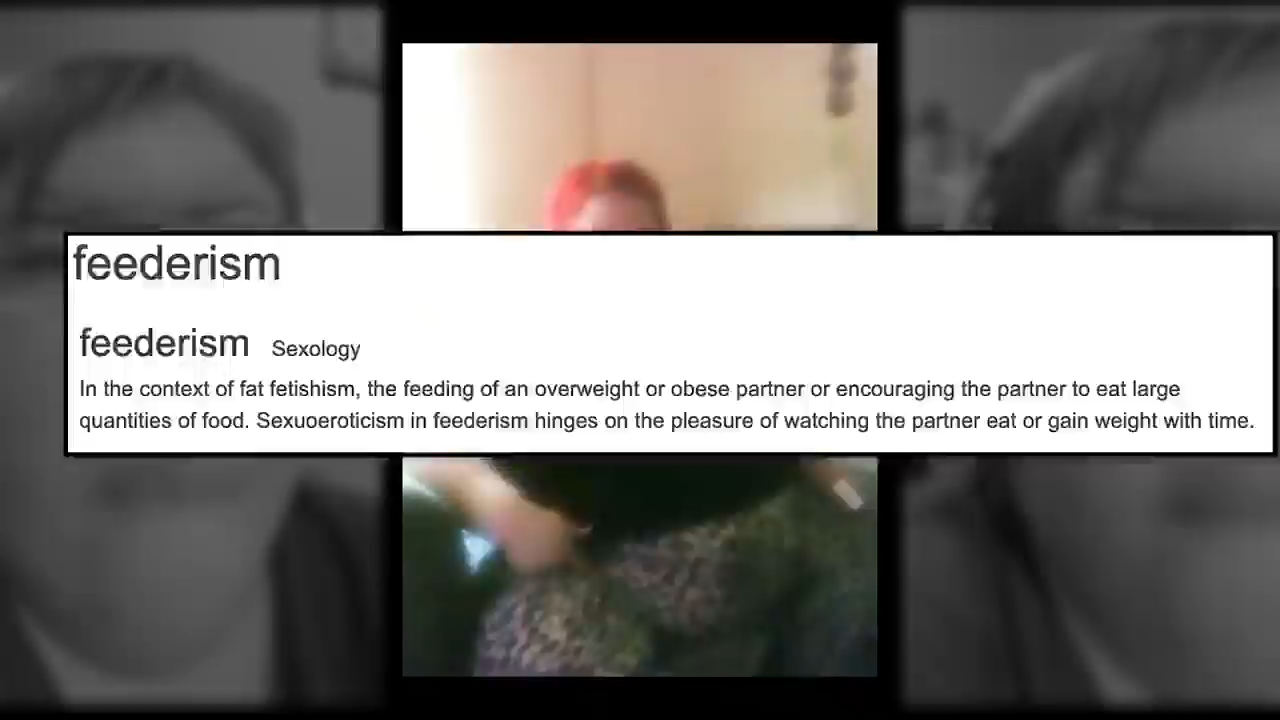 feederism
feederism Sexology
In the context of fat fetishism, the feeding of an overweight or obese partner or encouraging the partner to eat large
quantities of food. Sexuoeroticism in feederism hinges on the pleasure of watching the partner eat or gain weight with time.